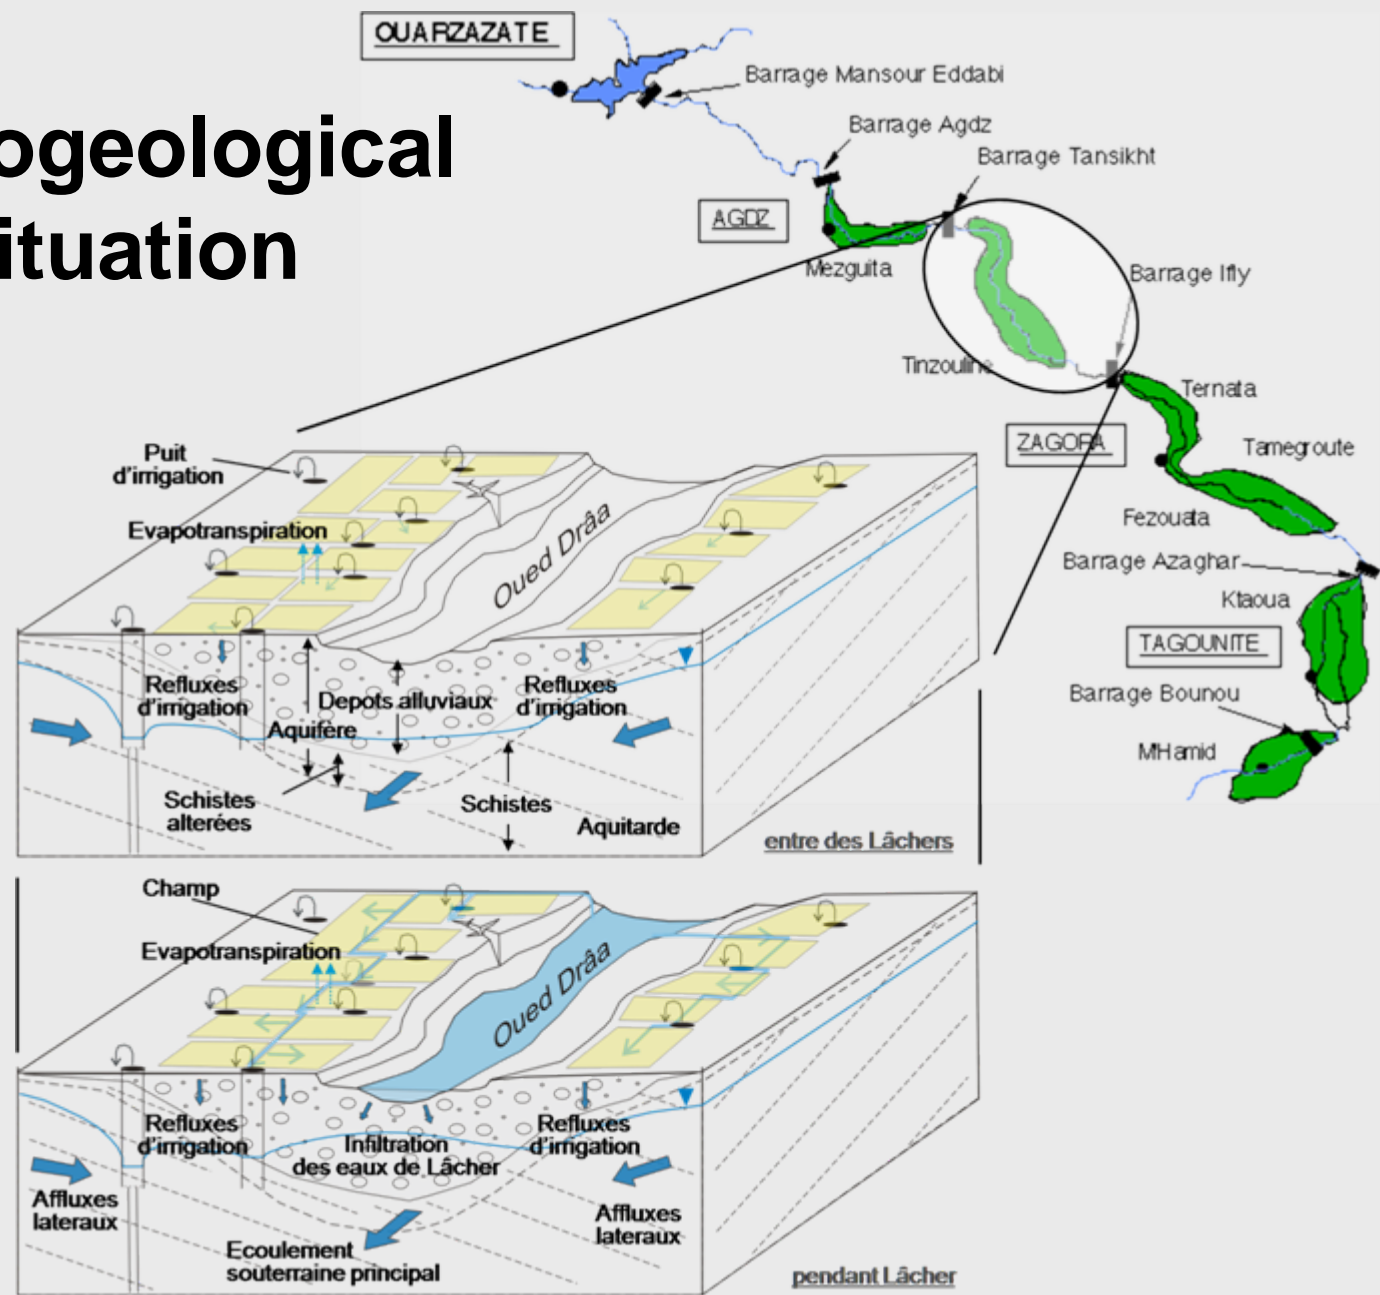 ogeological
ituation
OUARZAZATE
Barrage Mansour Eddabi
Barrage Agdz
Barrage Tansikht
AGDZ
Mezguita
Barrage Ifly
Tinzouline
Ternata
ZAGORA
Tamegroute
Fezouata
Barrage Azaghar
Ktaoua
TAGOUNITE
Barrage Bounou
M'Hamid
Puit
d'irrigation
Evapotranspiration
Oued Drâa
Refluxes
d'irrigation
Depots alluviaux
Aquifère
Refluxes
d'irrigation
Schistes
alterées
Schistes
Aquitarde
entre des Lâchers
Champ
Evapotranspiration
Oued Drâa
Refluxes
d'irrigation
Infiltration
des eaux de Lâcher
Refluxes
d'irrigation
Affluxes
lateraux
Affluxes
lateraux
Ecoulement
souterraine principal
pendant Lâcher